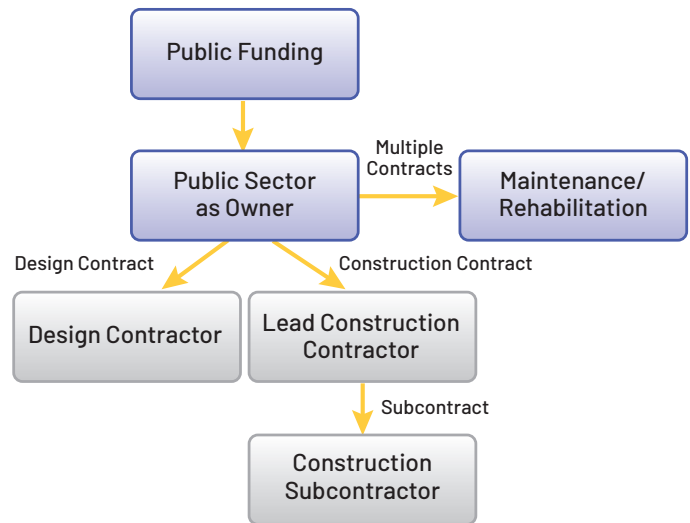 Public Funding
Multiple
Contracts
Public Sector
as Owner
Maintenance/
Rehabilitation
Design Contract
Construction Contract
Design Contractor
Lead Construction
Contractor
Subcontract
Construction
Subcontractor